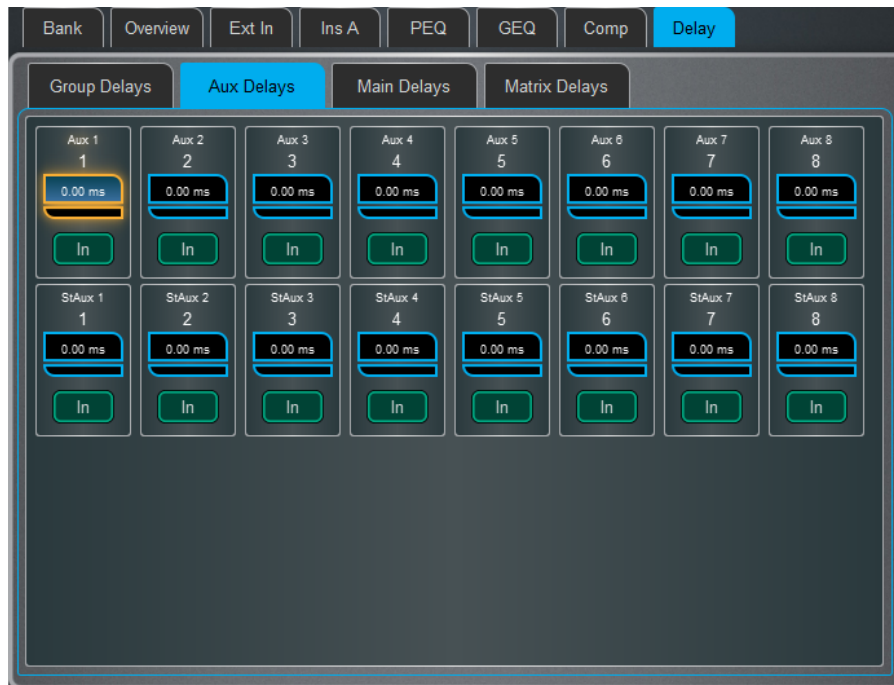 Bank Overview Ext In Ins A PEQ GEQ Comp Delay
Group Delays Aux Delays Main Delays Matrix Delays
Aux 1 Aux 2 Aux 3 Aux 4 Aux 5 Aux 6 Aux 7 Aux 8
1 2 3 4 5 6 7 8
0.00 ms 0.00 ms 0.00 ms 0.00 ms 0.00 ms 0.00 ms 0.00 ms 0.00 ms
In In In In In In In In
StAux 1 StAux 2 StAux 3 StAux 4 StAux 5 StAux 6 StAux 7 StAux 8
1 2 3 4 5 6 7 8
0.00 ms 0.00 ms 0.00 ms 0.00 ms 0.00 ms 0.00 ms 0.00 ms 0.00 ms
In In In In In In In In